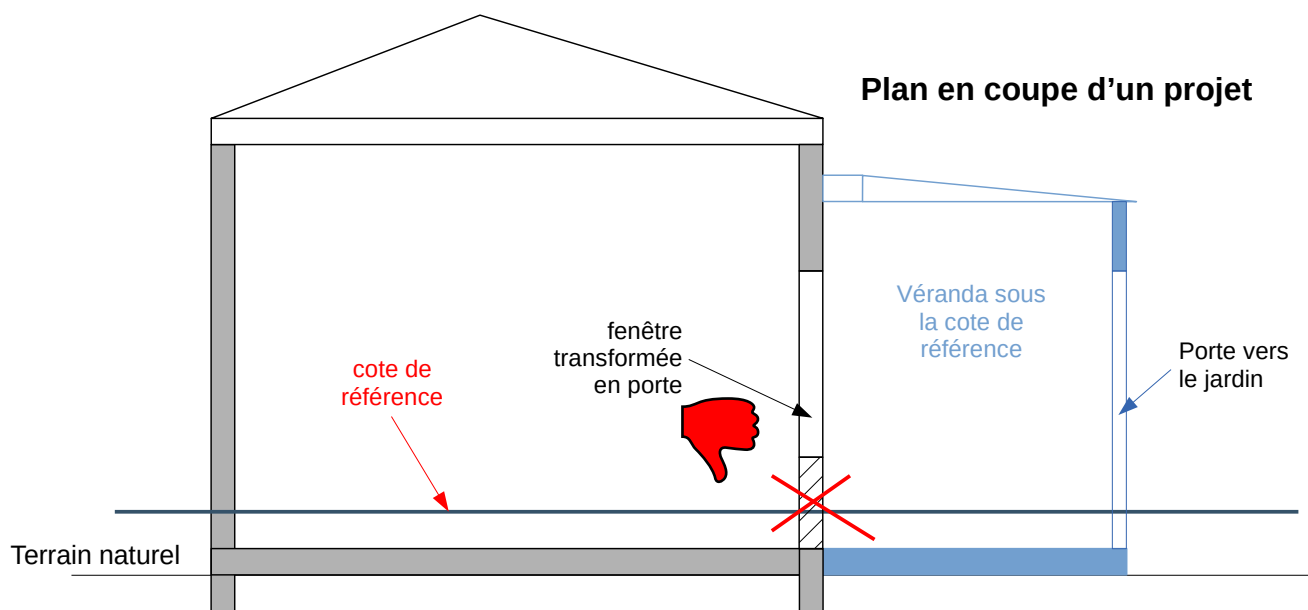 Plan en coupe d’un projet
Véranda sous
la cote de
référence
fenêtre
transformée
en porte
Porte vers
le jardin
cote de
référence
Terrain naturel